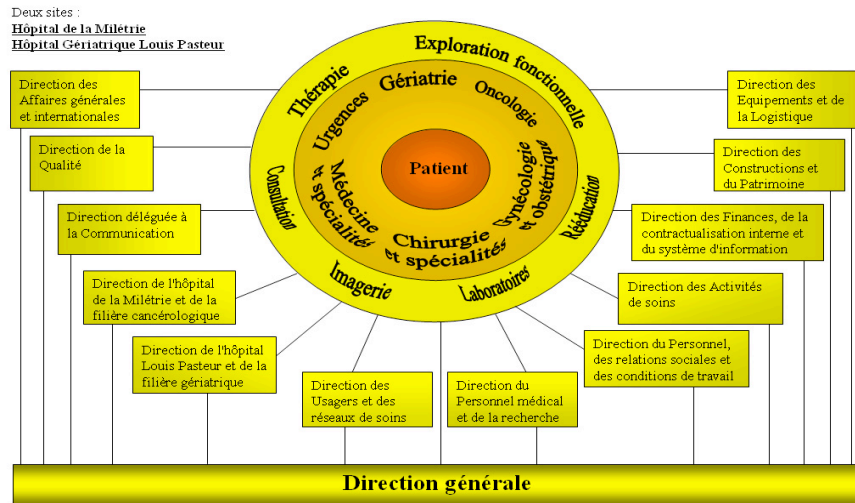 Deux sites :
Hôpital de la Milétrie
Hôpital Gériatrique Louis Pasteur
Direction des
Affaires générales
et internationales
Direction de la
Qualité
Direction déléguée à
la Communication
Direction de l'hôpital
de la Milétrie et de la
filière cancérologique
Direction de l'hôpital
Louis Pasteur et de la
filière gériatrique
Direction des
Usagers et des
réseaux de soins
Direction du
Personnel médical
et de la recherche
Direction du Personnel,
des relations sociales et
des conditions de travail
Direction des Activités
de soins
Direction des Finances, de la
contractualisation interne et
du système d'information
Direction des
Constructions et
du Patrimoine
Direction des
Equipements et de
la Logistique
Thérapie
Exploration fonctionnelle
Rééducation
Laboratoires
Imagerie
Consultation
Urgences
Gériatrie
Oncologie
Gynécologie
et obstétrique
Chirurgie
et spécialités
Médecine
et spécialités
Patient
Direction générale